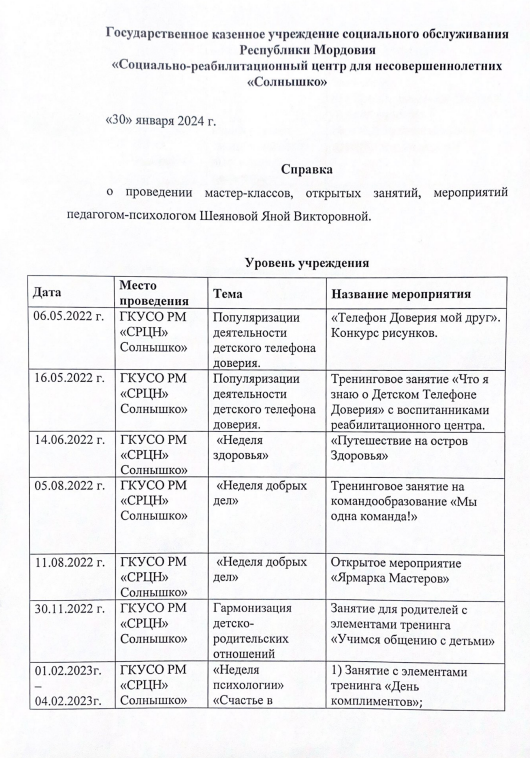 Государственное казенное учреждение социального обслуживания
Республики Мордовия
«Социально-реабилитационный центр для несовершеннолетних
«Солнышко»
«30» января 2024 г.
Справка
о проведении мастер-классов, открытых занятий, мероприятий
педагогом-психологом Шеяновой Яной Викторовной.
Уровень учреждения
Дата
Место
проведения
Тема
Название мероприятия
06.05.2022 г.
ГКУСО РМ
«СРЦН»
Солнышко»
Популяризации
деятельности
детского телефона
доверия.
«Телефон Доверия мой друг».
Конкурс рисунков.
16.05.2022 г.
ГКУСО РМ
«СРЦН»
Солнышко»
Популяризации
деятельности
детского телефона
доверия.
Тренинговое занятие «Что я
знаю о Детском Телефоне
Доверия» с воспитанниками
реабилитационного центра.
14.06.2022 г.
ГКУСО РМ
«СРЦН»
Солнышко»
«Неделя
здоровья»
«Путешествие на остров
Здоровья»
05.08.2022 г.
ГКУСО РМ
«СРЦН»
Солнышко»
«Неделя добрых
дел»
Тренинговое занятие на
командообразование «Мы
одна команда!»
11.08.2022 г.
ГКУСО РМ
«СРЦН»
Солнышко»
«Неделя добрых
дел»
Открытое мероприятие
«Ярмарка Мастеров»
30.11.2022 г.
ГКУСО РМ
«СРЦН»
Солнышко»
Гармонизация
детско-
родительских
отношений
Занятие для родителей с
элементами тренинга
«Учимся общению с детьми»
01.02.2023г.
–
04.02.2023г.
ГКУСО РМ
«СРЦН»
Солнышко»
«Неделя
психологии»
«Счастье в
1) Занятие с элементами
тренинга «День
комплиментов»;